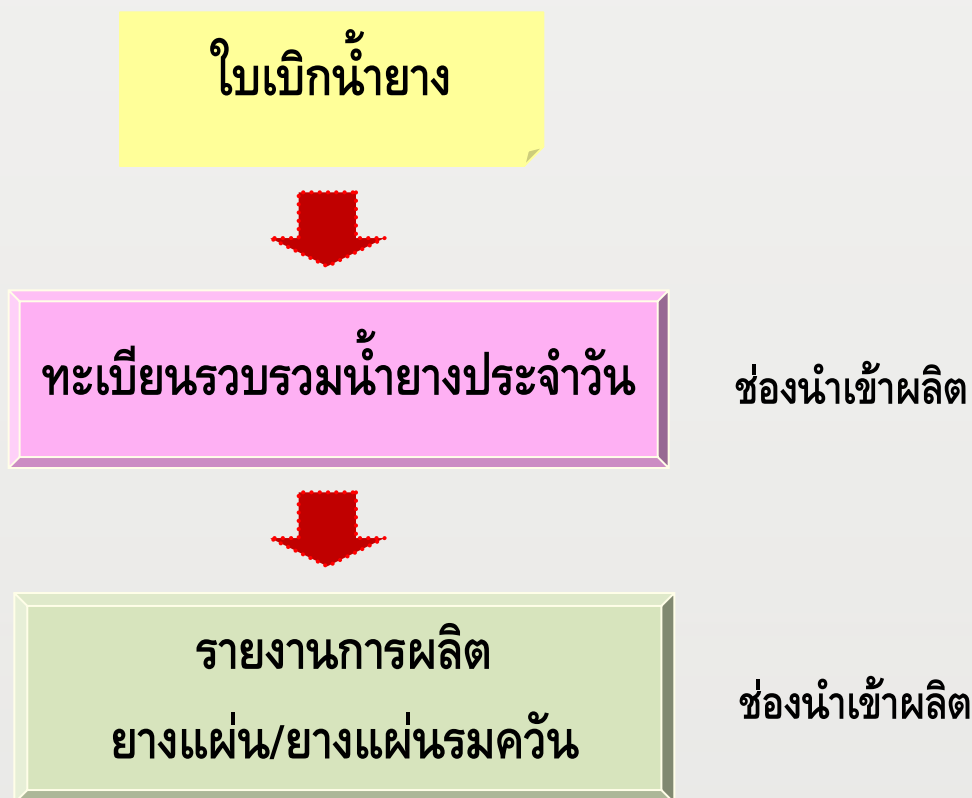 ใบเบิกน้ำยาง
ทะเบียนรวบรวมน้ำยางประจำวัน
ช่องนำเข้าผลิต
รายงานการผลิต
ยางแผ่น/ยางแผ่นรมควัน
ช่องนำเข้าผลิต